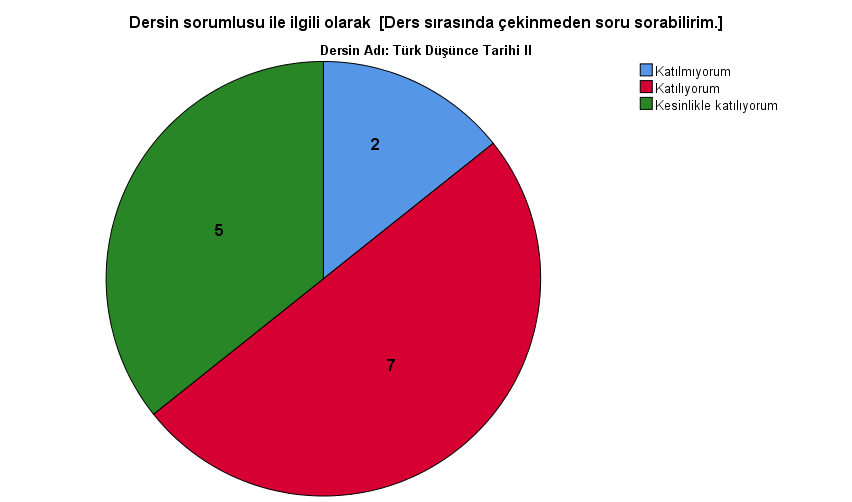 Dersin sorumlusu ile ilgili olarak [Ders sırasında çekinmeden soru sorabilirim.]
Dersin Adı: Türk Düşünce Tarihi II
Katılmıyorum
Katılıyorum
Kesinlikle katılıyorum
2
5
7